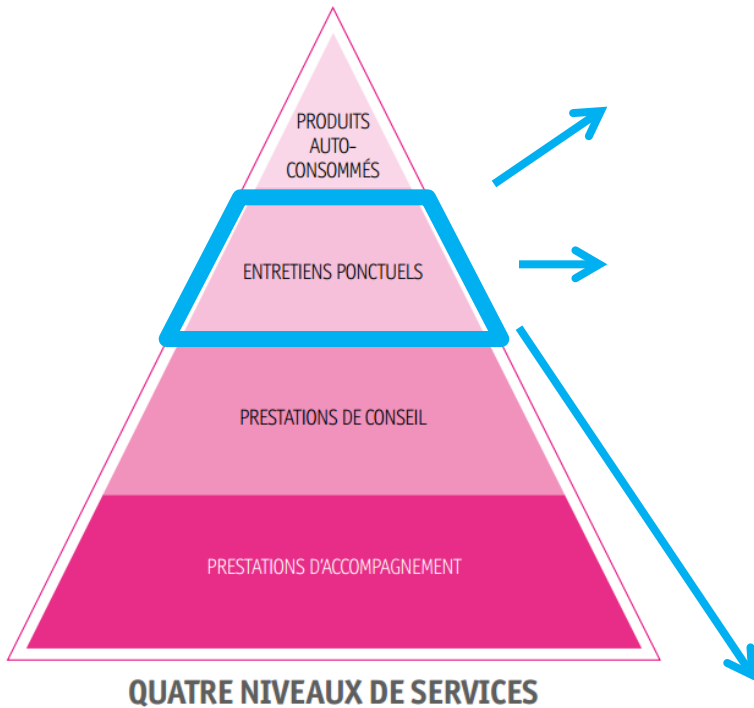 PRODUITS
AUTO-
CONSOMMÉS
ENTRETIENS PONCTUELS
PRESTATIONS DE CONSEIL
PRESTATIONS D'ACCOMPAGNEMENT
QUATRE NIVEAUX DE SERVICES